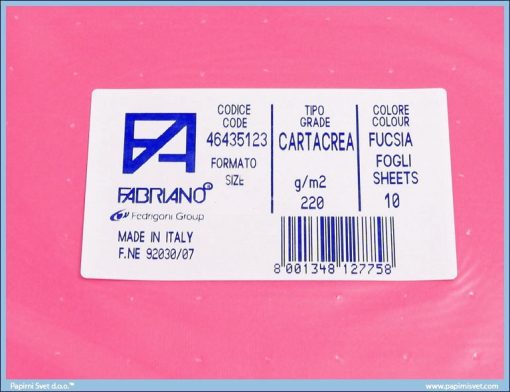 CODICE
CODE
46435123
FORMATO
SIZE
TIPO
GRADE
CARTACREA
g/m2
220
COLORE
COLOUR
FUCSIA
FOGLI
SHEETS
10
FA
FABRIANO®
Fedrigoni Group
MADE IN ITALY
F.NE 92030/07
8 001348 127758
Papirni Svet d.o.o.™
www.papirnisvet.com